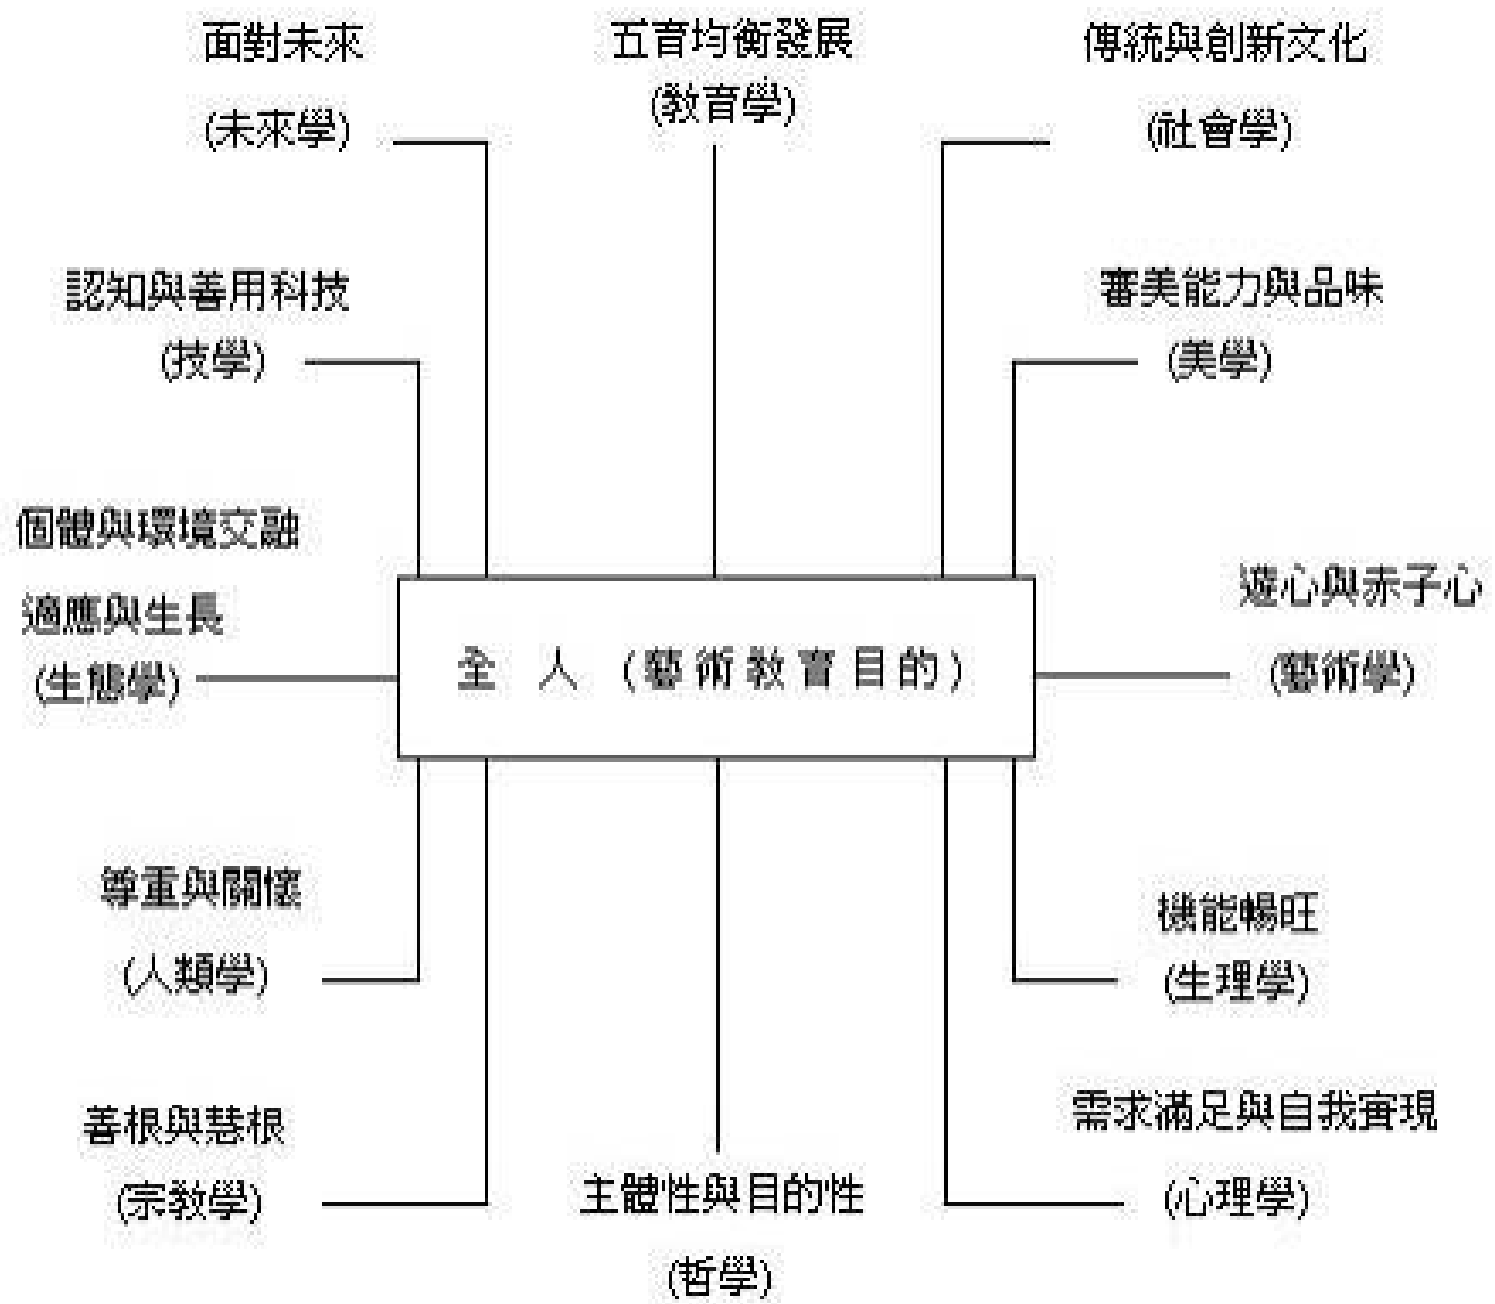 面對未來
(未來學)
五育均衡發展
(教育學)
傳統與創新文化
(社會學)
認知與善用科技
(技學)
審美能力與品味
(美學)
個體與環境交融
適應與生長
(生態學)
全 人 (藝術教育目的)
遊心與赤子心
(藝術學)
尊重與關懷
(人類學)
機能暢旺
(生理學)
善根與慧根
(宗教學)
主體性與目的性
(哲學)
需求滿足與自我實現
(心理學)